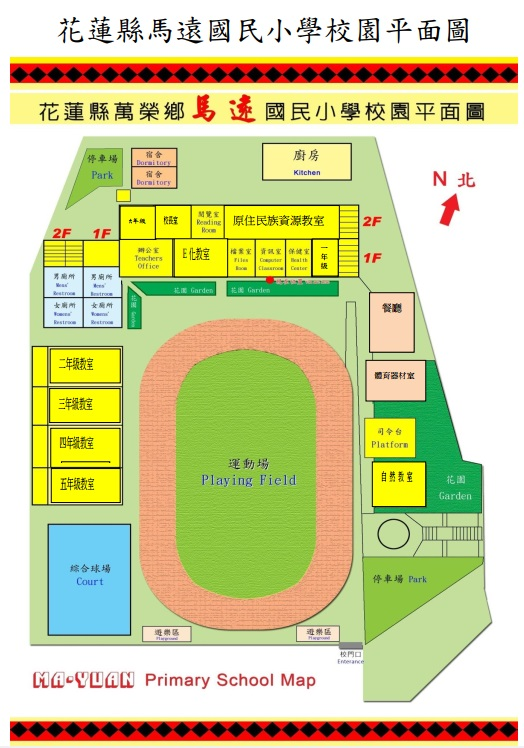 花蓮縣馬遠國民小學校園平面圖
花蓮縣萬榮鄉馬遠國民小學校園平面圖
停車場
Park
宿舍
Dormitory
宿舍
Dormitory
廚房
Kitchen
N 北
六年級
校長室
閱覽室
Reading
Room
原住民族資源教室
2F
2F
1F
辦公室
Teachers
Office
E化教室
檔案室
Files
Room
資訊室
Computer
Classroom
保健室
Health
Center
一年級
1F
男廁所
Mens'
Restroom
男廁所
Mens'
Restroom
女廁所
Womens'
Restroom
女廁所
Womens'
Restroom
花園 Garden
花園 Garden
花園 Garden
餐廳
體育器材室
二年級教室
三年級教室
四年級教室
五年級教室
司令台
Platform
自然教室
花園
Garden
運動場
Playing Field
綜合球場
Court
停車場 Park
遊樂區
Playground
遊樂區
Playground
校門口
Enterance
MA·YUAN Primary School Map